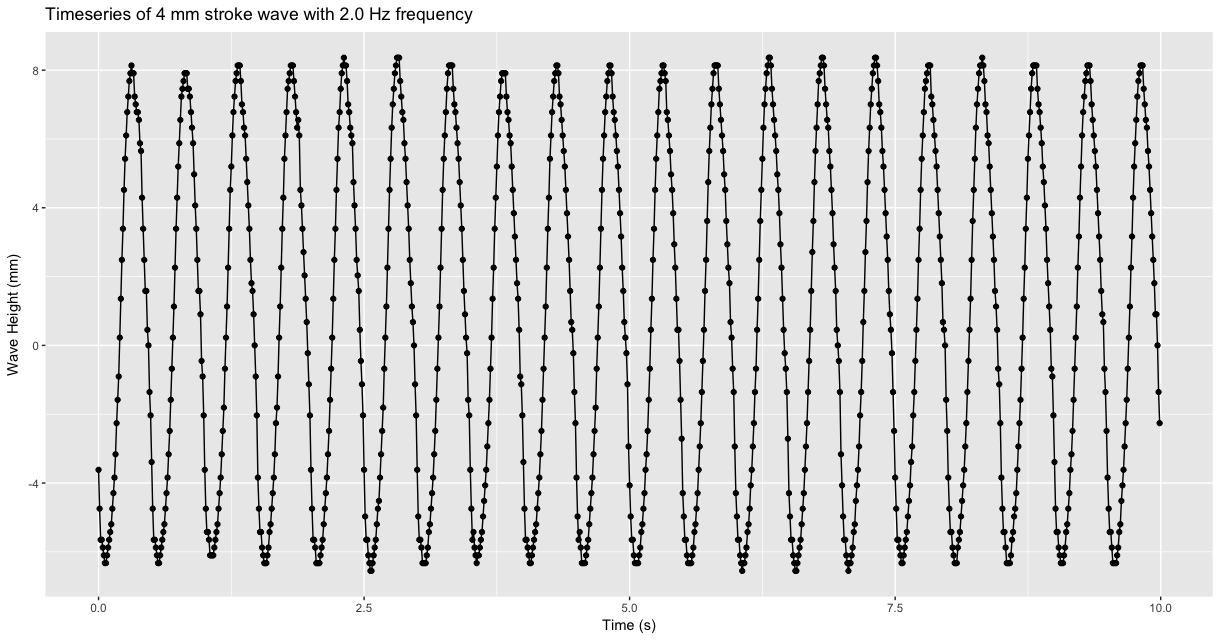 Timeseries of 4 mm stroke wave with 2.0 Hz frequency
Wave Height (mm)
8
4
0
-4
0.0 2.5 5.0 7.5 10.0
Time (s)